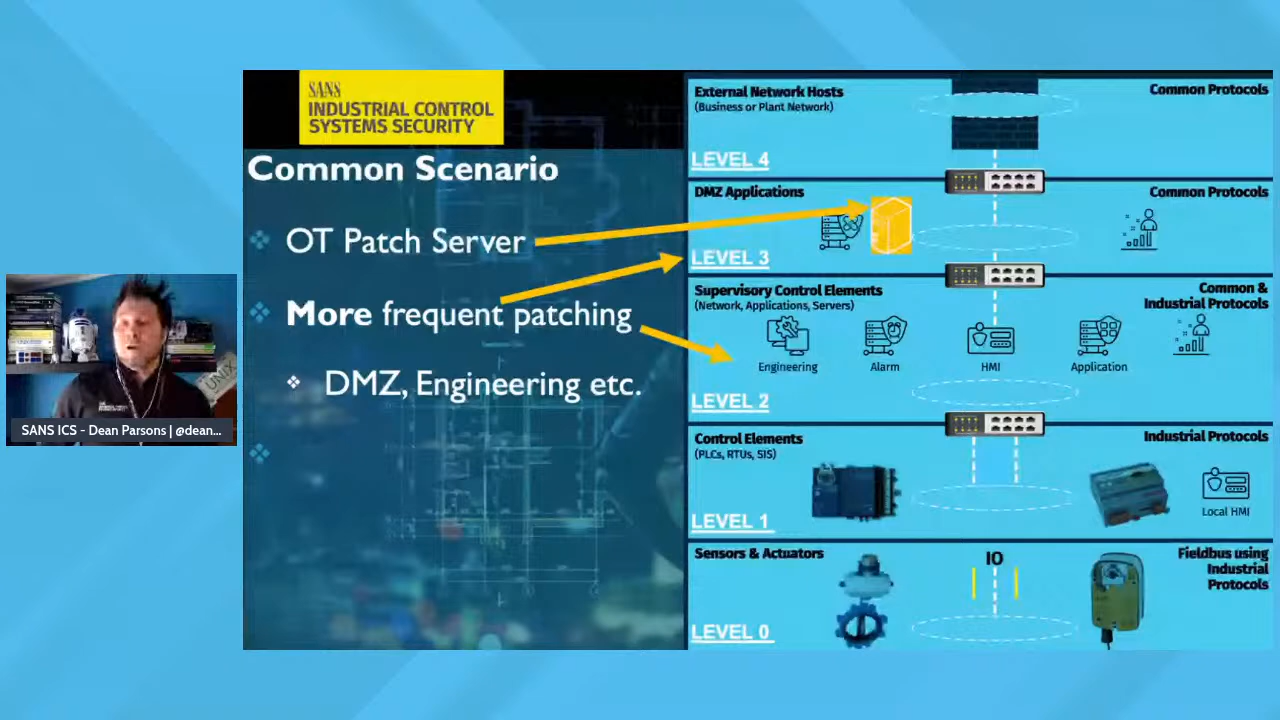 SANS
INDUSTRIAL CONTROL
SYSTEMS SECURITY
Common Scenario
OT Patch Server
More frequent patching
DMZ, Engineering etc.
SANS ICS - Dean Parsons | @dean...
UNIX
External Network Hosts
(Business or Plant Network)
Common Protocols
LEVEL 4
DMZ Applications
Common Protocols
LEVEL 3
Supervisory Control Elements
(Network, Applications, Servers)
Common &
Industrial Protocols
Engineering
Alarm
HMI
Application
LEVEL 2
Control Elements
(PLCs, RTUs, SIS)
Industrial Protocols
Local HMI
LEVEL 1
Sensors & Actuators
IO
Fieldbus using
Industrial
Protocols
LEVEL 0